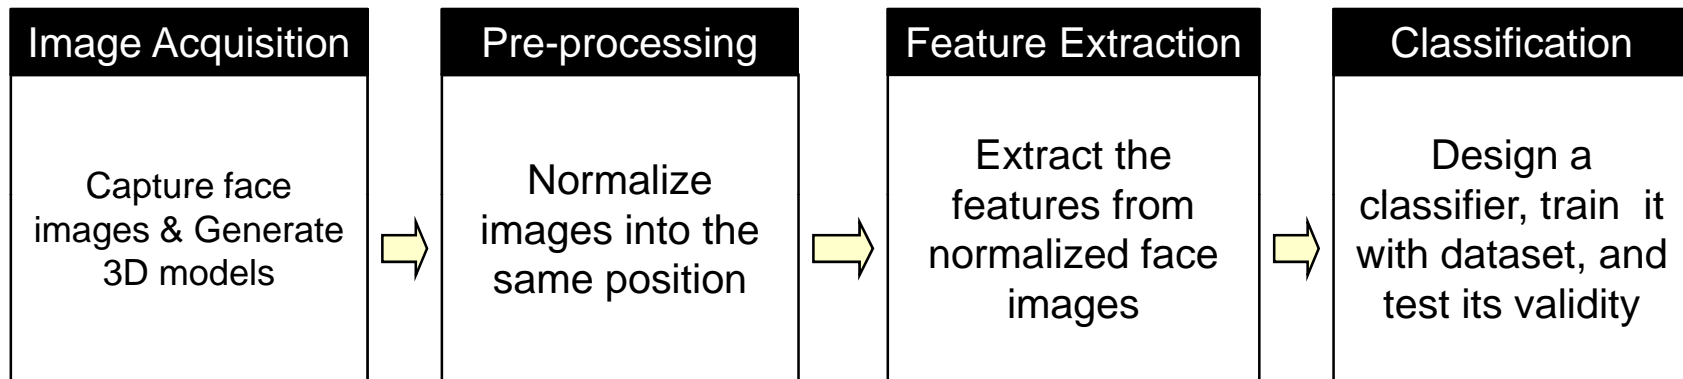 Image Acquisition
Capture face
images & Generate
3D models
Pre-processing
Normalize
images into the
same position
Feature Extraction
Extract the
features from
normalized face
images
Classification
Design a
classifier, train  it
with dataset, and
test its validity